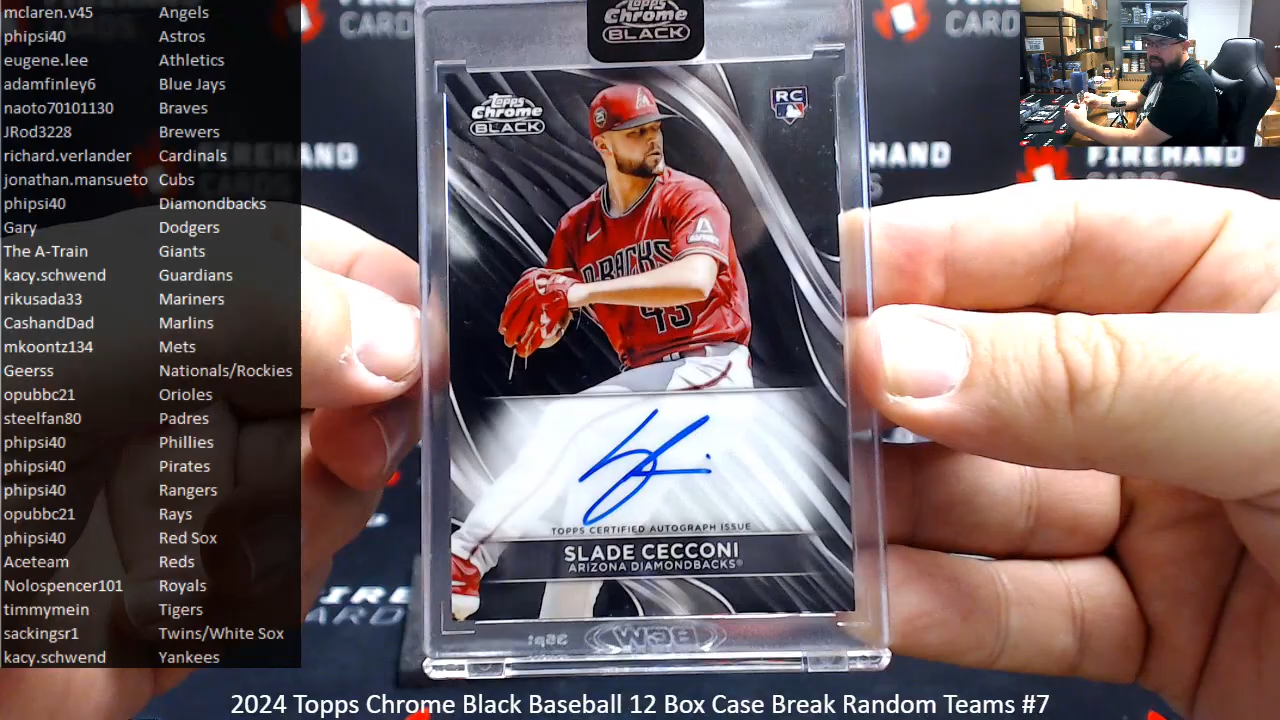 mclaren.v45 Angels
phipsi40 Astros
eugene.lee Athletics
adamfinley6 Blue Jays
naoto70101130 Braves
JRod3228 Brewers
richard.verlander Cardinals
jonathan.mansueto Cubs
phipsi40 Diamondbacks
Gary Dodgers
The A-Train Giants
kacy.schwend Guardians
rikusada33 Mariners
CashandDad Marlins
mkoontz134 Mets
Geerss Nationals/Rockies
opubbc21 Orioles
steelfan80 Padres
phipsi40 Phillies
phipsi40 Pirates
phipsi40 Rangers
opubbc21 Rays
phipsi40 Red Sox
Aceteam Reds
Nolospencer101 Royals
timmymein Tigers
sackingsr1 Twins/White Sox
kacy.schwend Yankees
CARDS
Topps
Chrome
BLACK
Topps
Chrome
BLACK
RC
D-BACKS
43
TOPPS CERTIFIED AUTOGRAPH ISSUE
SLADE CECCONI
ARIZONA DIAMONDBACKS®
35pt
BCW
FIREHAND
2024 Topps Chrome Black Baseball 12 Box Case Break Random Teams #7